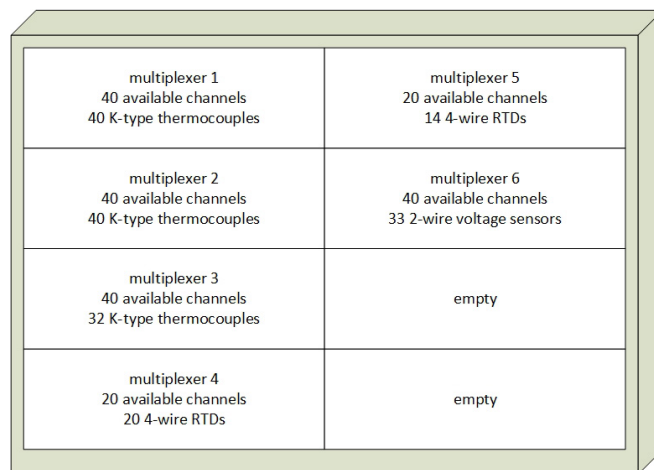 multiplexer 1
40 available channels
40 K-type thermocouples
multiplexer 5
20 available channels
14 4-wire RTDs
multiplexer 2
40 available channels
40 K-type thermocouples
multiplexer 6
40 available channels
33 2-wire voltage sensors
multiplexer 3
40 available channels
32 K-type thermocouples
empty
multiplexer 4
20 available channels
20 4-wire RTDs
empty